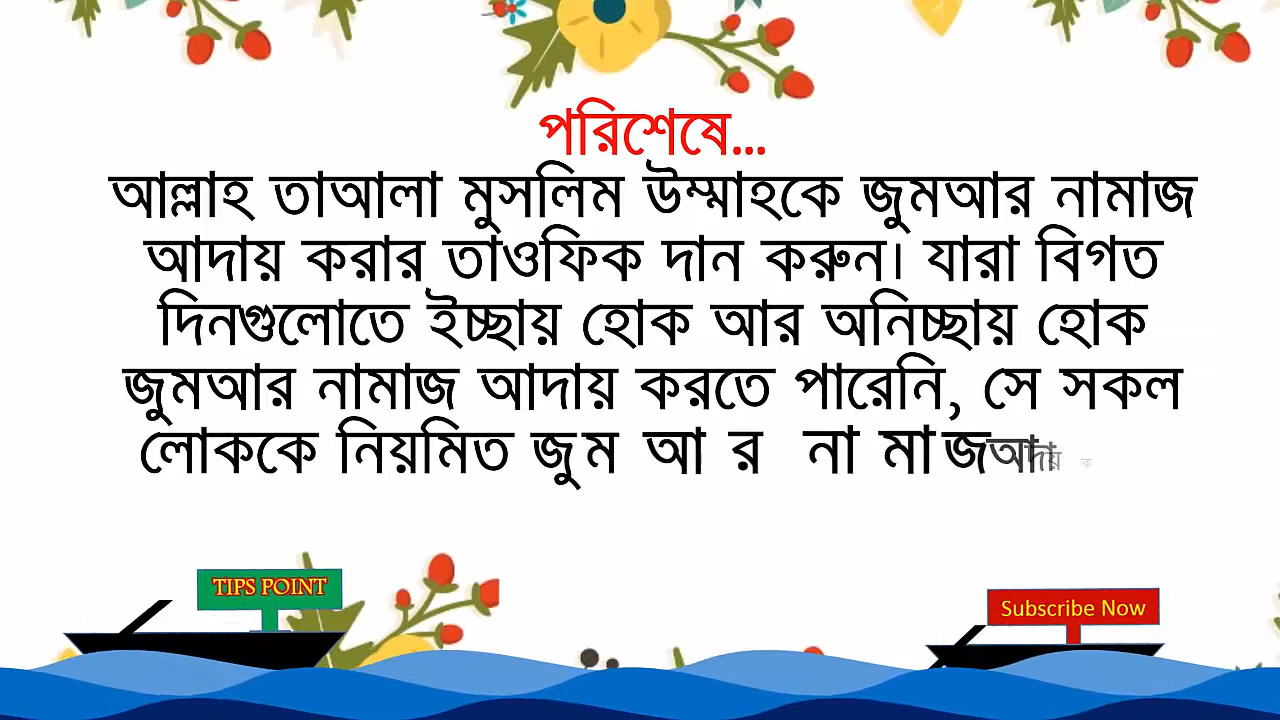 পরিশেষে...
আল্লাহ তাআলা মুসলিম উম্মাহকে জুমআর নামাজ
আদায় করার তাওফিক দান করুন। যারা বিগত
দিনগুলোতে ইচ্ছায় হোক আর অনিচ্ছায় হোক
জুমআর নামাজ আদায় করতে পারেনি, সে সকল
লোককে নিয়মিত জুম আ র না মাজ আদায় ক
TIPS POINT
Subscribe Now